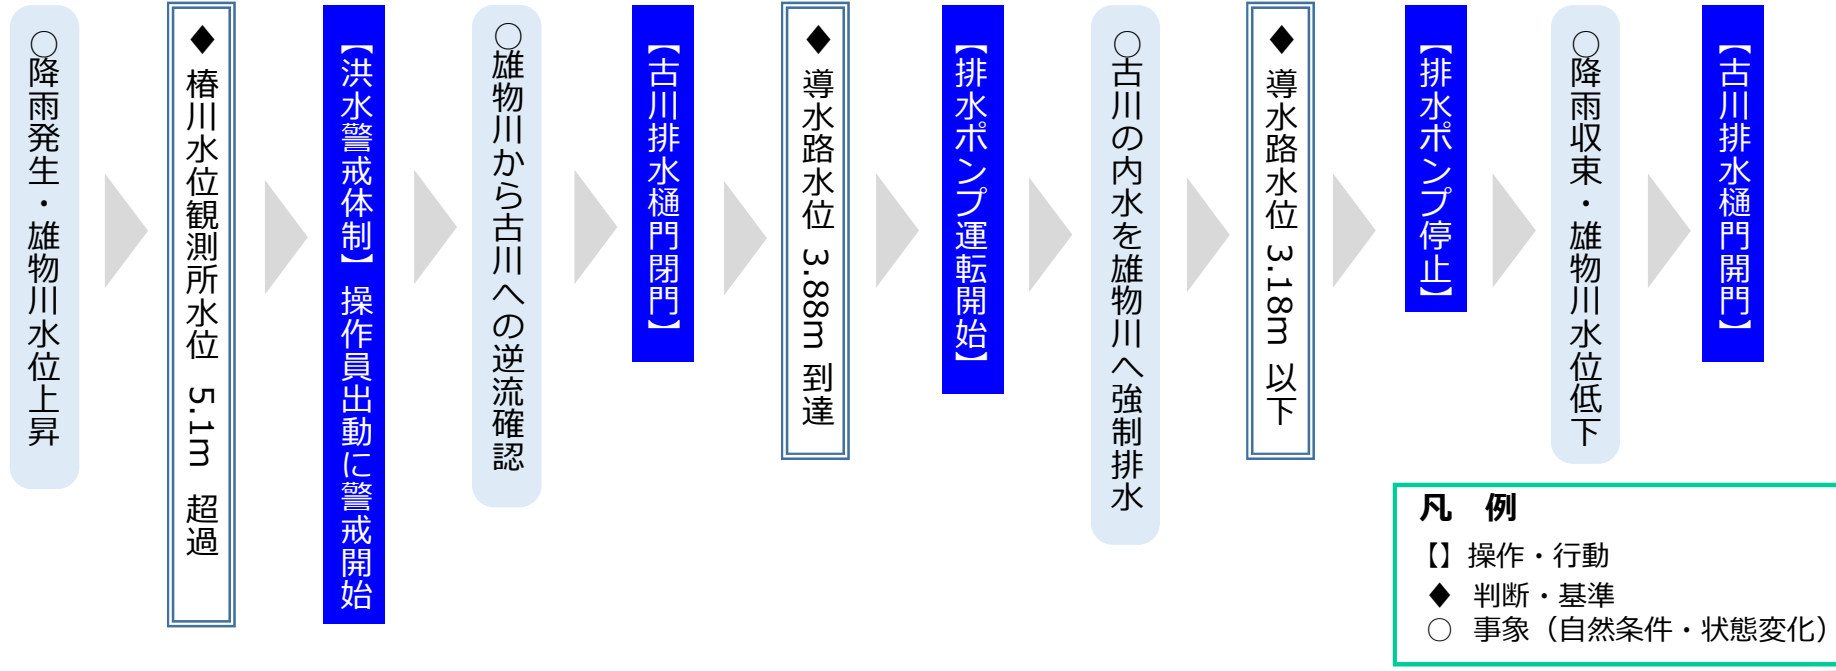 ○降雨発生・雄物川水位上昇
◆ 椿川水位観測所水位 5.1m 超過
【洪水警戒体制】操作員出動に警戒開始
○雄物川から古川への逆流確認
【古川排水樋門閉門】
◆ 導水路水位 3.88m 到達
【排水ポンプ運転開始】
○古川の内水を雄物川へ強制排水
◆ 導水路水位 3.18m 以下
【排水ポンプ停止】
○降雨収束・雄物川水位低下
【古川排水樋門開門】
凡 例
【】操作・行動
◆ 判断・基準
○ 事象（自然条件・状態変化）